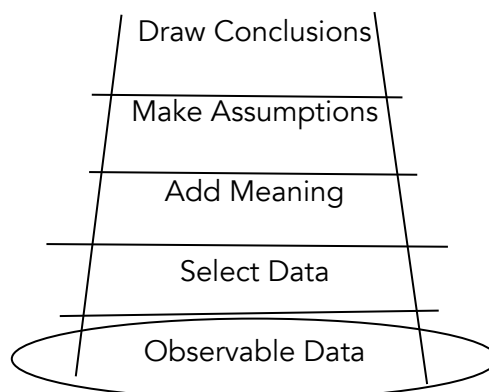 Draw Conclusions
Make Assumptions
Add Meaning
Select Data
Observable Data